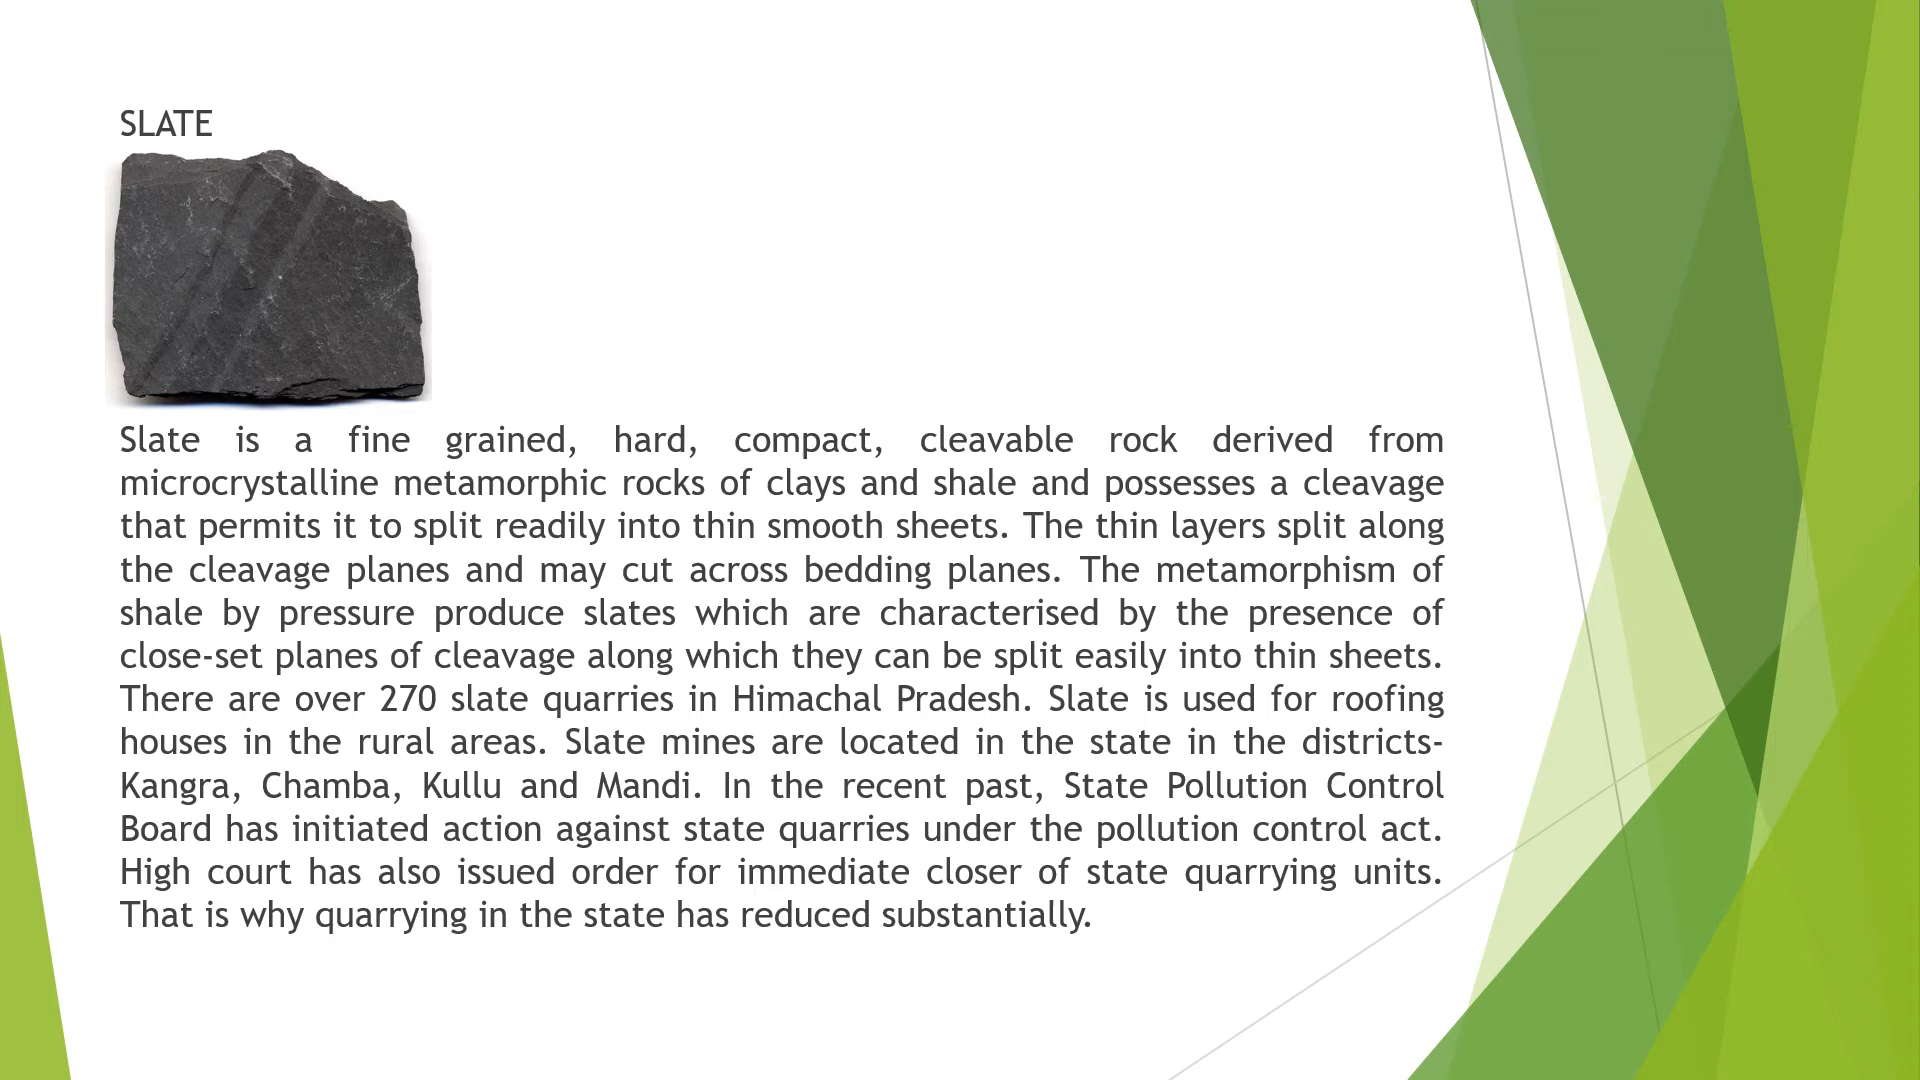 SLATE
Slate is a fine grained, hard, compact, cleavable rock derived from
microcrystalline metamorphic rocks of clays and shale and possesses a cleavage
that permits it to split readily into thin smooth sheets. The thin layers split along
the cleavage planes and may cut across bedding planes. The metamorphism of
shale by pressure produce slates which are characterised by the presence of
close-set planes of cleavage along which they can be split easily into thin sheets.
There are over 270 slate quarries in Himachal Pradesh. Slate is used for roofing
houses in the rural areas. Slate mines are located in the state in the districts-
Kangra, Chamba, Kullu and Mandi. In the recent past, State Pollution Control
Board has initiated action against state quarries under the pollution control act.
High court has also issued order for immediate closer of state quarrying units.
That is why quarrying in the state has reduced substantially.